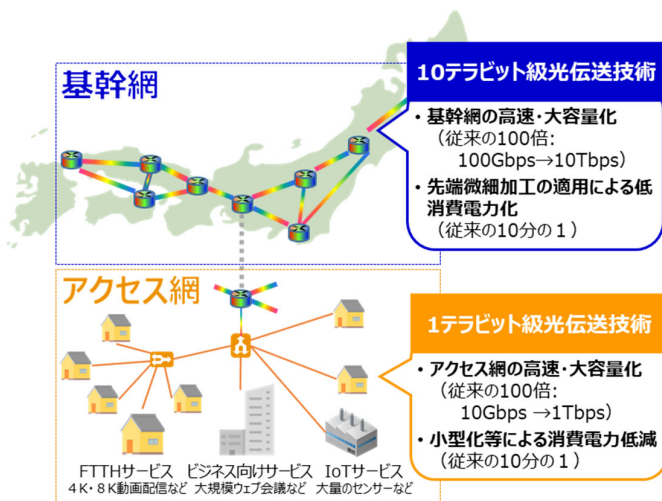 基幹網
10テラビット級光伝送技術
・基幹網の高速・大容量化
（従来の100倍:
100Gbps→10Tbps）
・先端微細加工の適用による低
消費電力化
（従来の10分の１）
アクセス網
1テラビット級光伝送技術
・アクセス網の高速・大容量化
（従来の100倍:
10Gbps →1Tbps）
・小型化等による消費電力低減
（従来の10分の１）
FTTHサービス
４K・８K動画配信など
ビジネス向けサービス
大規模ウェブ会議など
IoTサービス
大量のセンサーなど